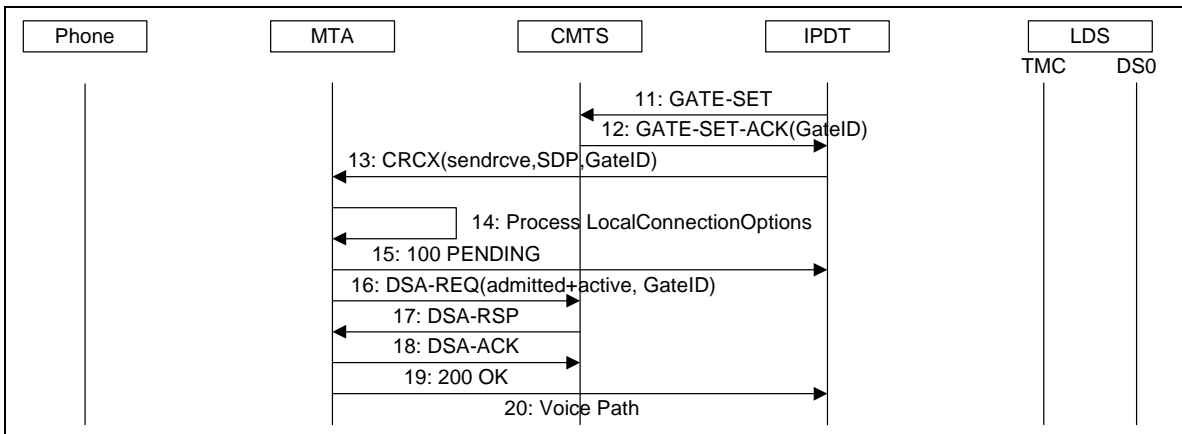 Phone MTA CMTS IPDT LDS
TMC DS0
11: GATE-SET
12: GATE-SET-ACK(GateID)
13: CRCX(sendrcve,SDP,GateID)
14: Process LocalConnectionOptions
15: 100 PENDING
16: DSA-REQ(admitted+active, GateID)
17: DSA-RSP
18: DSA-ACK
19: 200 OK
20: Voice Path